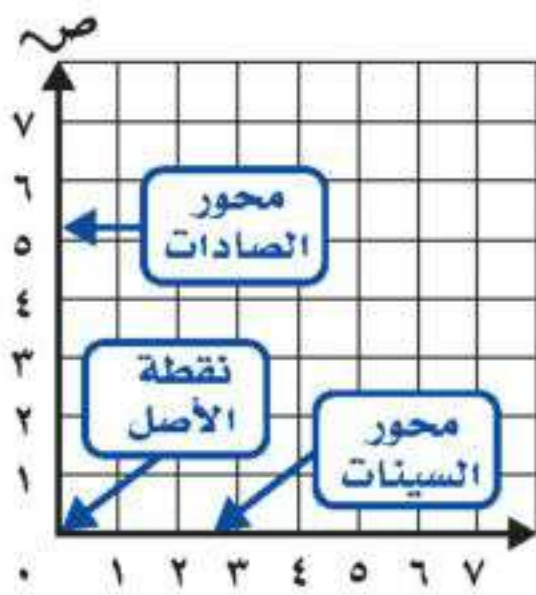 ص
٧
٦
محور
الصادات
٥
٤
٣
نقطة
الأصل
٢
محور
السينات
١
٠ ١ ٢ ٣ ٤ ٥ ٦ ٧